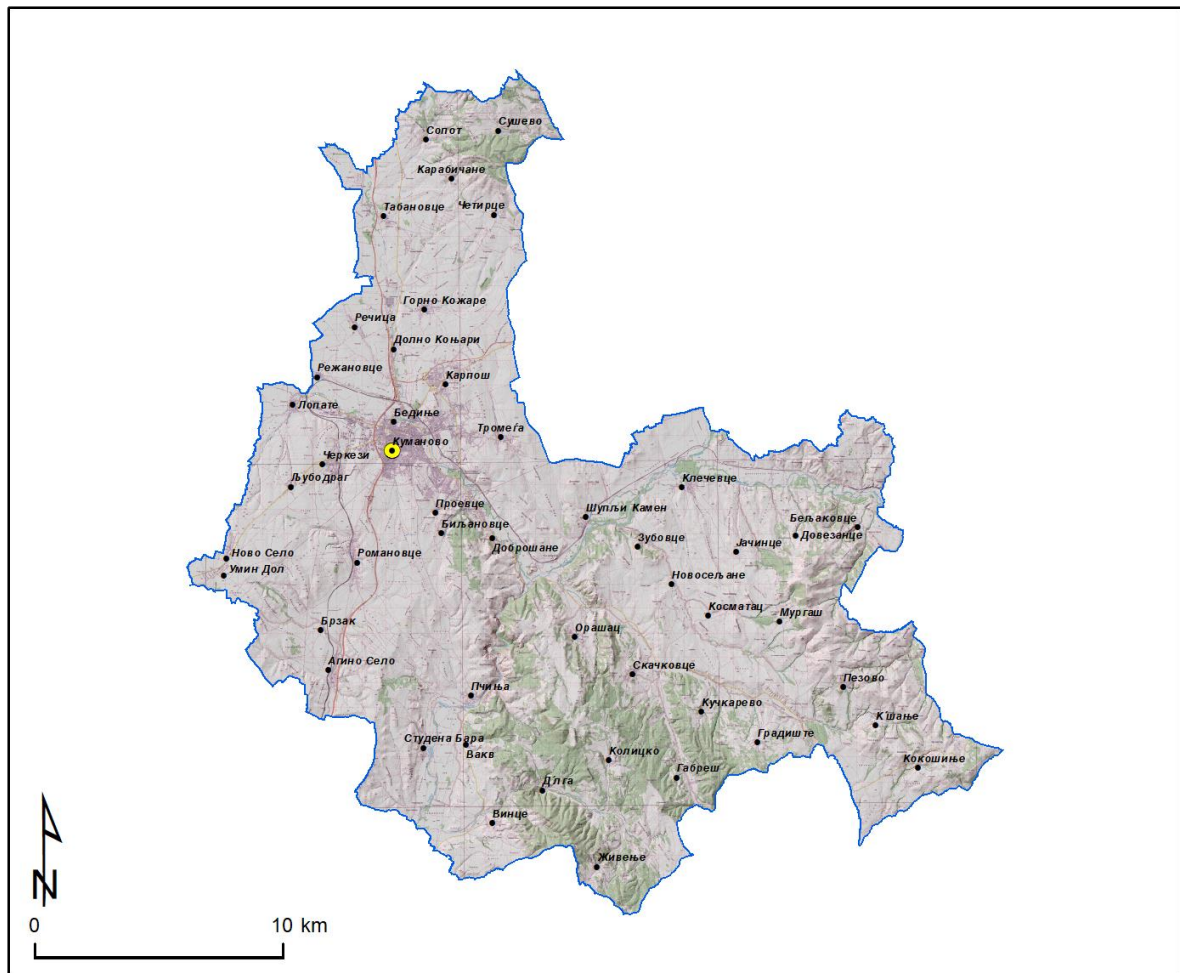 Сушево
Сопот
Карабичане
Табановце
Четирце
Горно Кожаре
Речица
Долно Коњари
Режановце
Карпош
Лопате
Бедиње
Тромеѓа
Куманово
Черкези
Љубодраг
Клечевце
Проевце
Шупљи Камен
Биљановце
Бељаковце
Доброшане
Зубовце
Јачинце
Довезанце
Ново Село
Романовце
Умин Дол
Новосељане
Косматац
Мургаш
Брзак
Орашац
Агино Село
Скачковце
Пчиња
Пезово
Кучкарево
К'шање
Студена Бара
Вакв
Градиште
Колицко
Кокошиње
Габреш
Д'лга
Винце
Живење
N
0
10 km